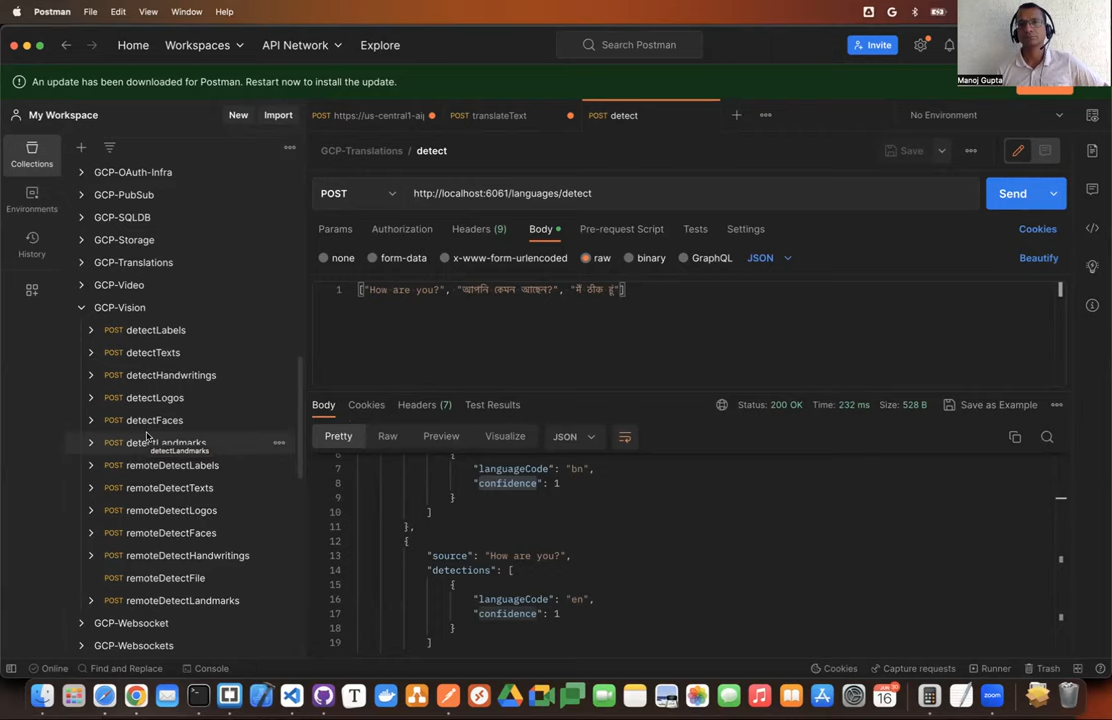 Postman File Edit View Window Help
Home Workspaces API Network Explore
Search Postman
Invite
Manoj Gupta
An update has been downloaded for Postman. Restart now to install the update.
My Workspace New Import
POST https://us-central1-aip
POST translateText
POST detect
No Environment
Collections
Environments
History
GCP-OAuth-Infra
GCP-PubSub
GCP-SQLDB
GCP-Storage
GCP-Translations
GCP-Video
GCP-Vision
POST detectLabels
POST detectTexts
POST detectHandwritings
POST detectLogos
POST detectFaces
POST detectLandmarks
detectLandmarks
POST remoteDetectLabels
POST remoteDetectTexts
POST remoteDetectLogos
POST remoteDetectFaces
POST remoteDetectHandwritings
POST remoteDetectFile
POST remoteDetectLandmarks
GCP-Websocket
GCP-Websockets
GCP-Translations / detect
Save
POST http://localhost:6061/languages/detect
Send
Params Authorization Headers (9) Body Pre-request Script Tests Settings Cookies
none form-data x-www-form-urlencoded raw binary GraphQL JSON Beautify
1 ["How are you?", "আপনি কেমন আছেন?", "मैं ठीक हूं"]
Body Cookies Headers (7) Test Results Status: 200 OK Time: 232 ms Size: 528 B Save as Example
Pretty Raw Preview Visualize JSON
6 {
7 "languageCode": "bn",
8 "confidence": 1
9 }
10 ]
11 },
12 {
13 "source": "How are you?",
14 "detections": [
15 {
16 "languageCode": "en",
17 "confidence": 1
18 }
19 ]
Online Find and Replace Console Cookies Capture requests Runner Trash
JUN 16
zoom